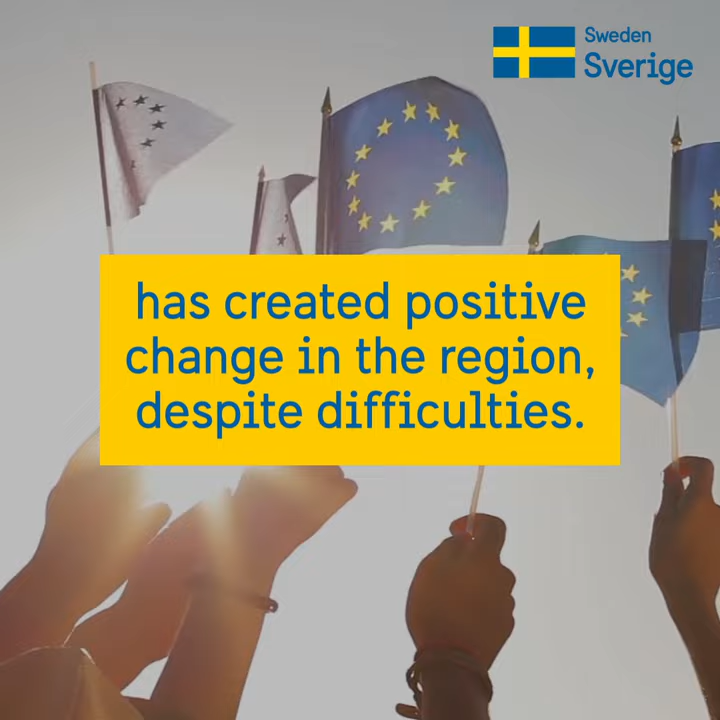 Sweden
Sverige
has created positive
change in the region,
despite difficulties.